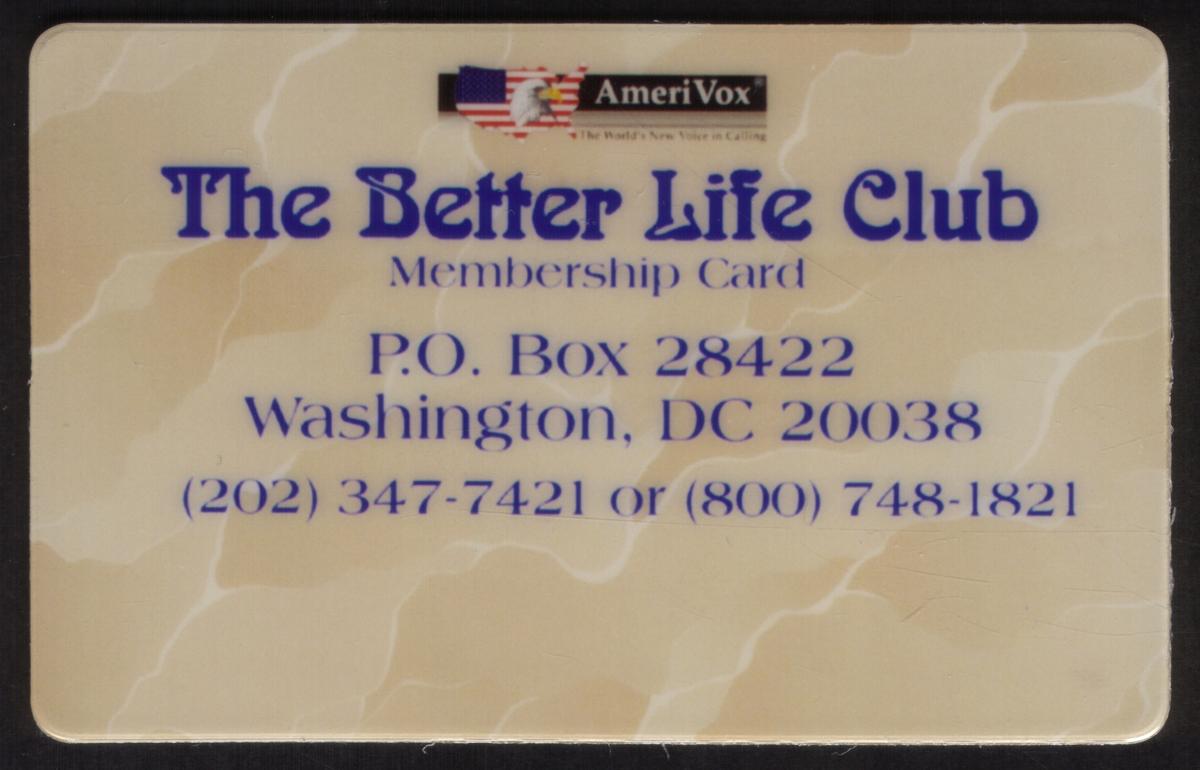 AmeriVox®
The World's New Voice in Calling
The Better Life Club
Membership Card
P.O. Box 28422
Washington, DC 20038
(202) 347-7421 or (800) 748-1821